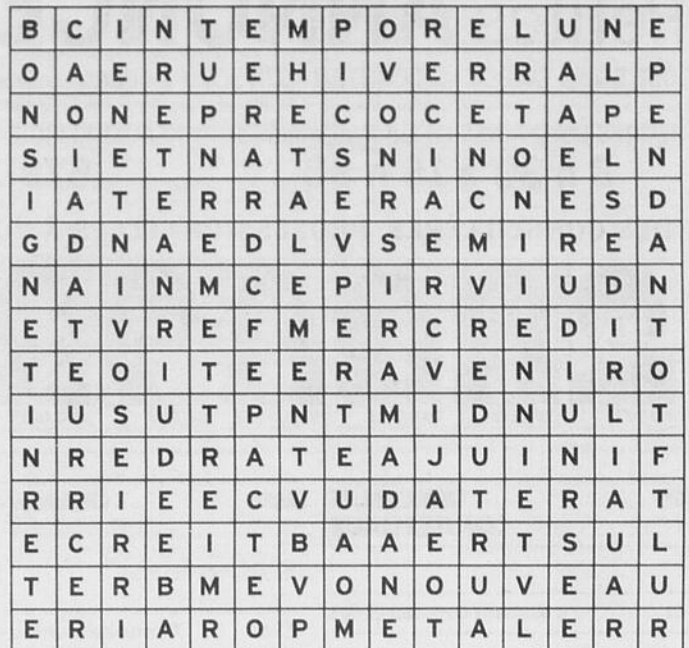 B C I N T E M P O R E L U N E
O A E R U E H I V E R R A L P
N O N E P R E C O C E T A P E
S I E T N A T S N I N O E L N
I A T E R R A E R A C N E S D
G D N A E D L V S E M I R E A
N A I N M C E P I R V I U D N
E T V R E F M E R C R E D I T
T E O I T E E R A V E N I R O
I U S U T P N T M I D N U L T
N R E D R A T E A J U I N I F
R R I E E C V U D A T E R A T
E C R E I T B A A E R T S U L
T E R B M E V O N O U V E A U
E R I A R O P M E T A L E R R